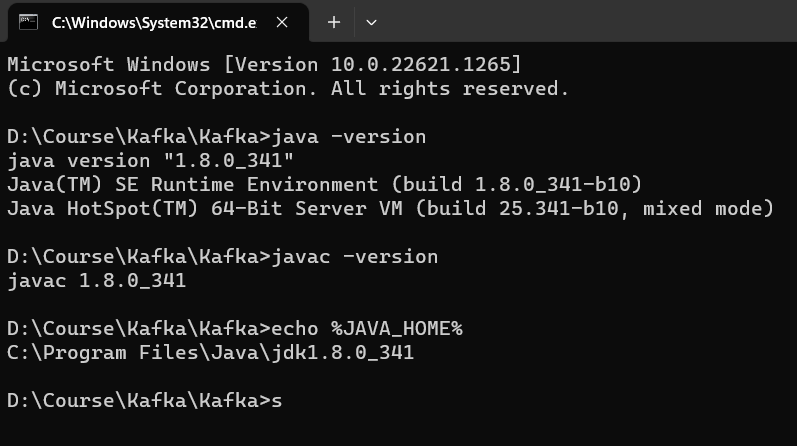 C:\Windows\System32\cmd.e
Microsoft Windows [Version 10.0.22621.1265]
(c) Microsoft Corporation. All rights reserved.
D:\Course\Kafka\Kafka>java -version
java version "1.8.0_341"
Java(TM) SE Runtime Environment (build 1.8.0_341-b10)
Java HotSpot(TM) 64-Bit Server VM (build 25.341-b10, mixed mode)
D:\Course\Kafka\Kafka>javac -version
javac 1.8.0_341
D:\Course\Kafka\Kafka>echo %JAVA_HOME%
C:\Program Files\Java\jdk1.8.0_341
D:\Course\Kafka\Kafka>s